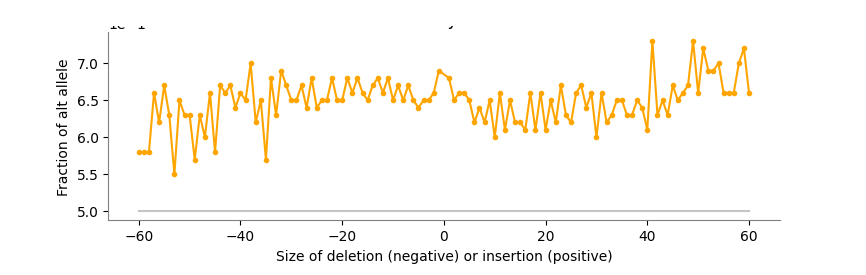 7.0
6.5
6.0
5.5
5.0
Fraction of alt allele
−60 −40 −20 0 20 40 60
Size of deletion (negative) or insertion (positive)